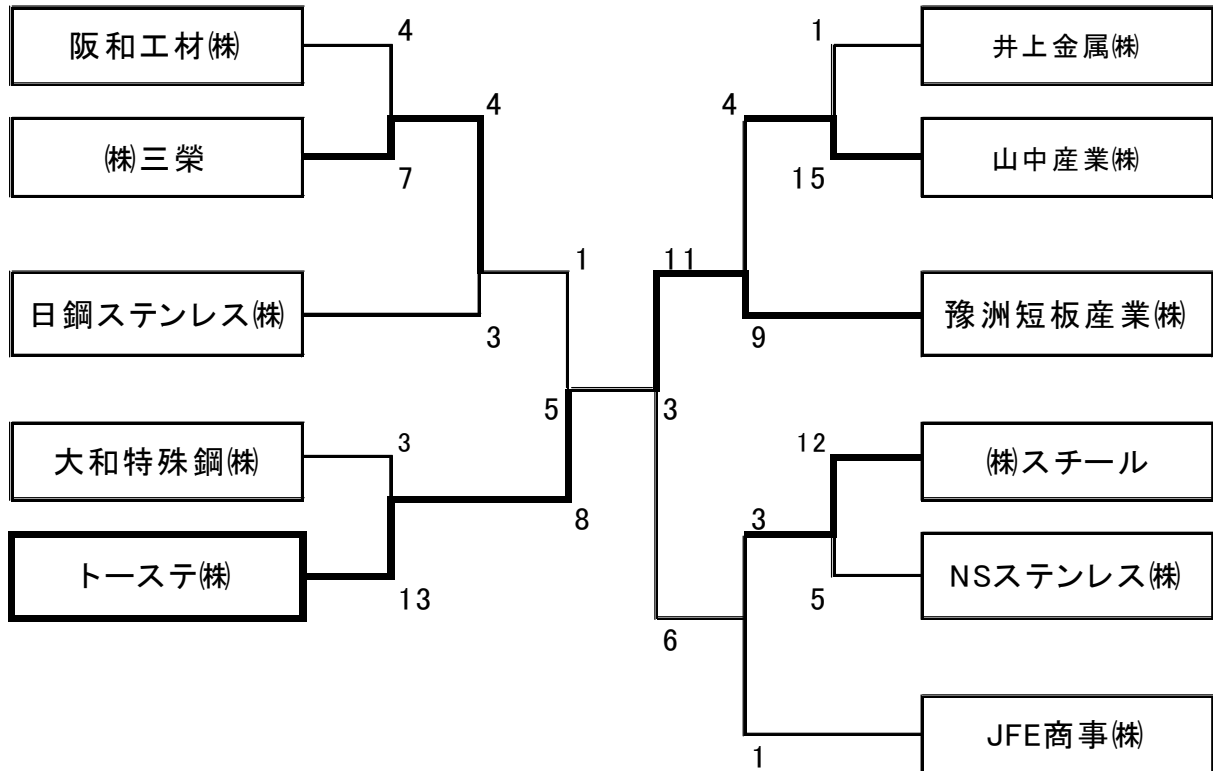 阪和工材㈱
4
㈱三榮
7
4
日鋼ステンレス㈱
3
1
大和特殊鋼㈱
3
トーステ㈱
13
8
5
3
1
井上金属㈱
4
15
山中産業㈱
11
9
豫洲短板産業㈱
12
㈱スチール
3
5
NSステンレス㈱
6
1
JFE商事㈱